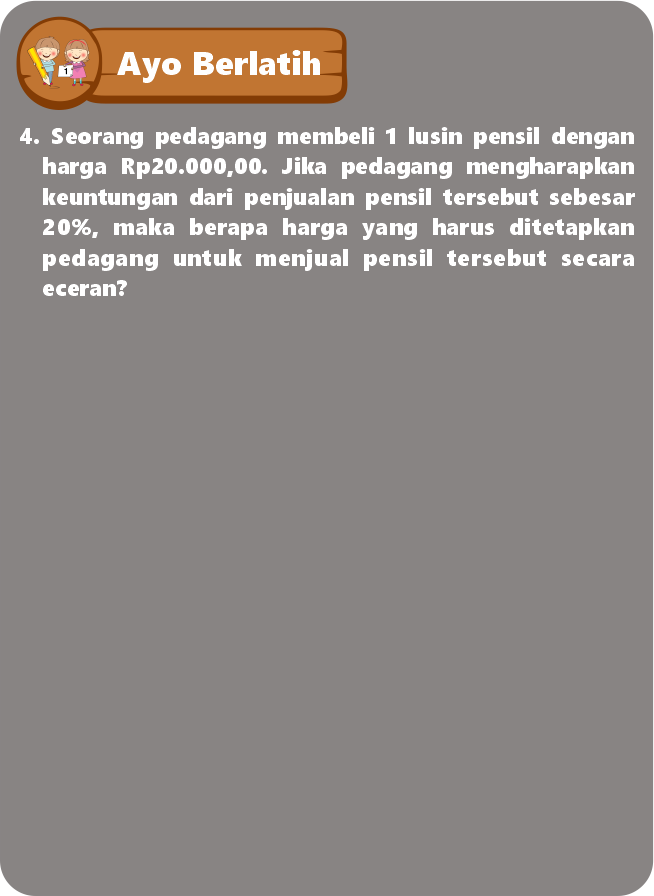 1
Ayo Berlatih
4. Seorang pedagang membeli 1 lusin pensil dengan
harga Rp20.000,00. Jika pedagang mengharapkan
keuntungan dari penjualan pensil tersebut sebesar
20%, maka berapa harga yang harus ditetapkan
pedagang untuk menjual pensil tersebut secara
eceran?